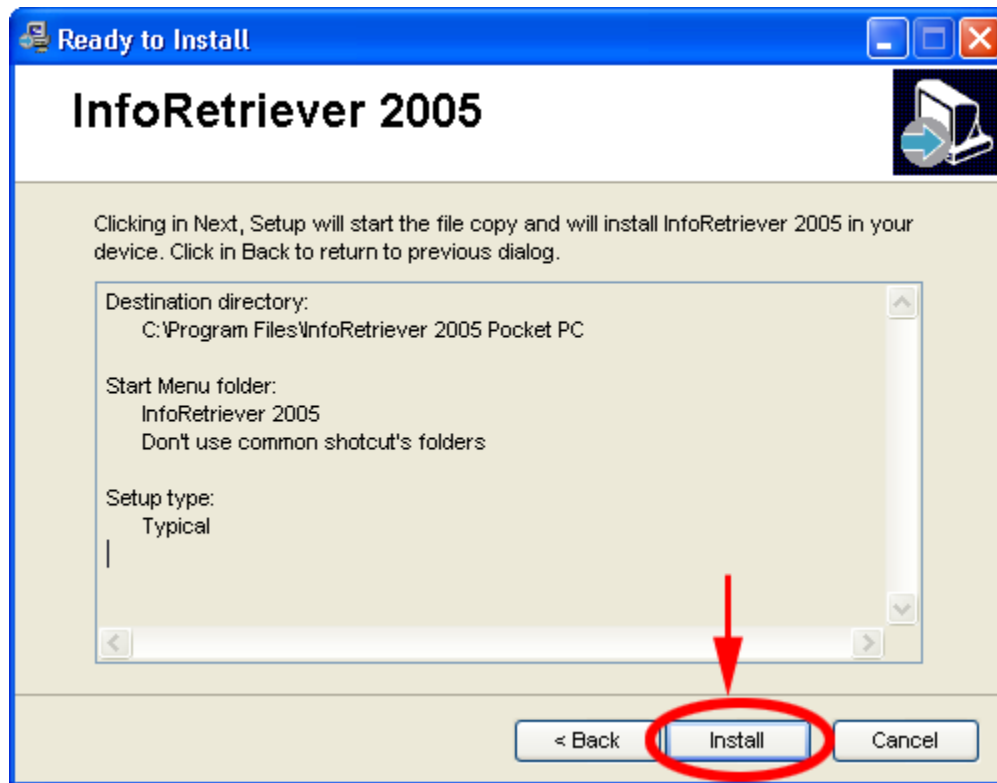 Ready to Install
InfoRetriever 2005
Clicking in Next, Setup will start the file copy and will install InfoRetriever 2005 in your
device. Click in Back to return to previous dialog.
Destination directory:
C:\Program Files\InfoRetriever 2005 Pocket PC
Start Menu folder:
InfoRetriever 2005
Don't use common shotcut's folders
Setup type:
Typical
< Back Install Cancel